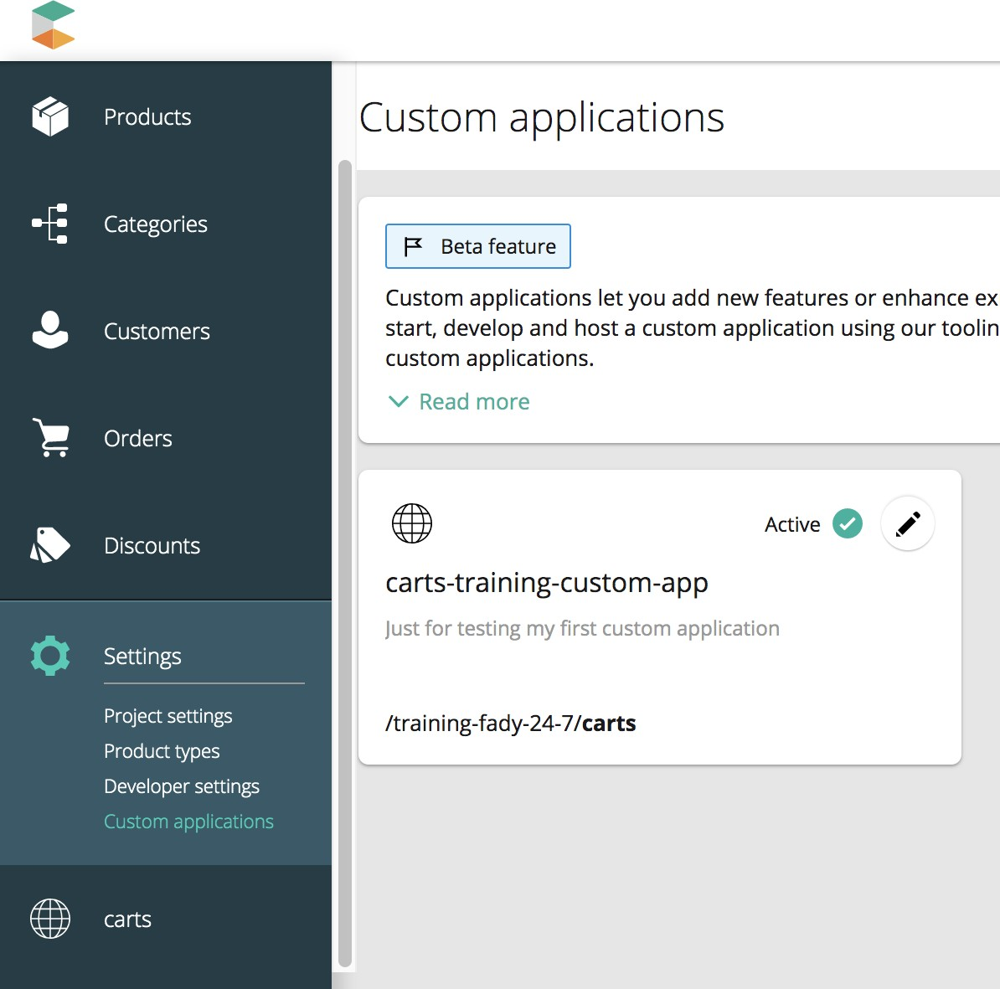 Products
Categories
Customers
Orders
Discounts
Settings
Project settings
Product types
Developer settings
Custom applications
carts
Custom applications
Beta feature
Custom applications let you add new features or enhance ex
start, develop and host a custom application using our toolin
custom applications.
Read more
Active
carts-training-custom-app
Just for testing my first custom application
/training-fady-24-7/carts